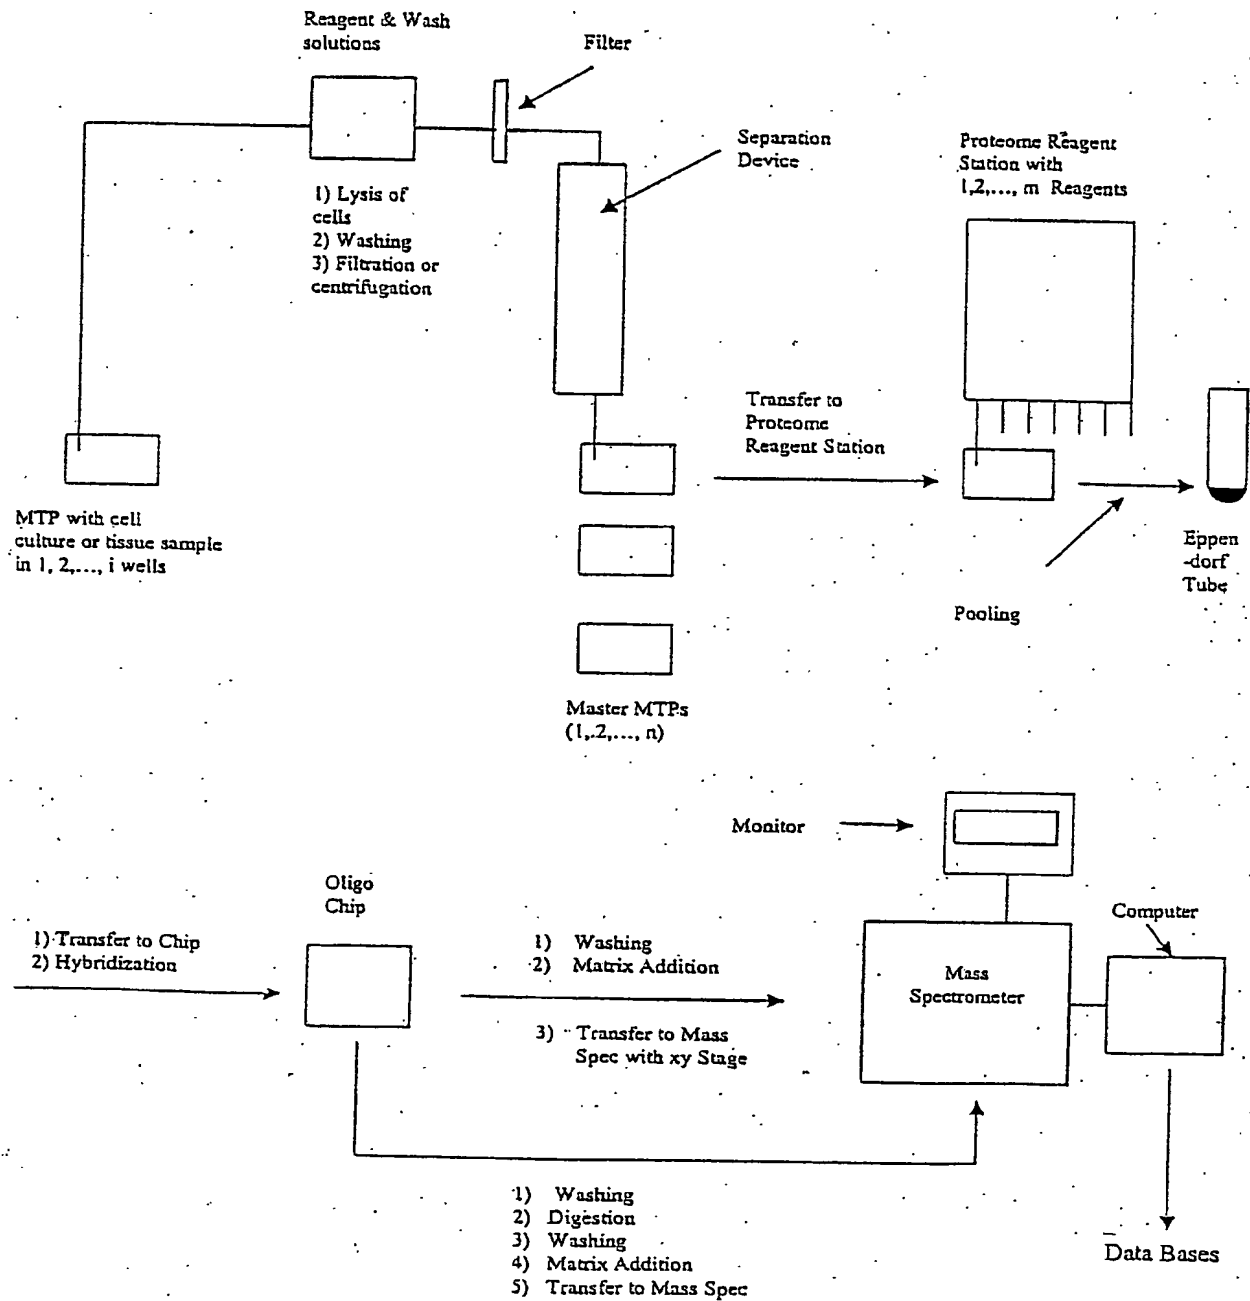 Reagent & Wash
solutions
Filter
Separation
Device
Proteome Reagent
Station with
1,2,..., m Reagents
1) Lysis of
cells
2) Washing
3) Filtration or
centrifugation
Transfer to
Proteome
Reagent Station
MTP with cell
culture or tissue sample
in 1, 2,..., i wells
Eppen
-dorf
Tube
Pooling
Master MTPs
(1,.2,..., n)
Monitor
Oligo
Chip
Computer
1) Transfer to Chip
2) Hybridization
1) Washing
2) Matrix Addition
Mass
Spectrometer
3) Transfer to Mass
Spec with xy Stage
1) Washing
2) Digestion
3) Washing
4) Matrix Addition
5) Transfer to Mass Spec
Data Bases